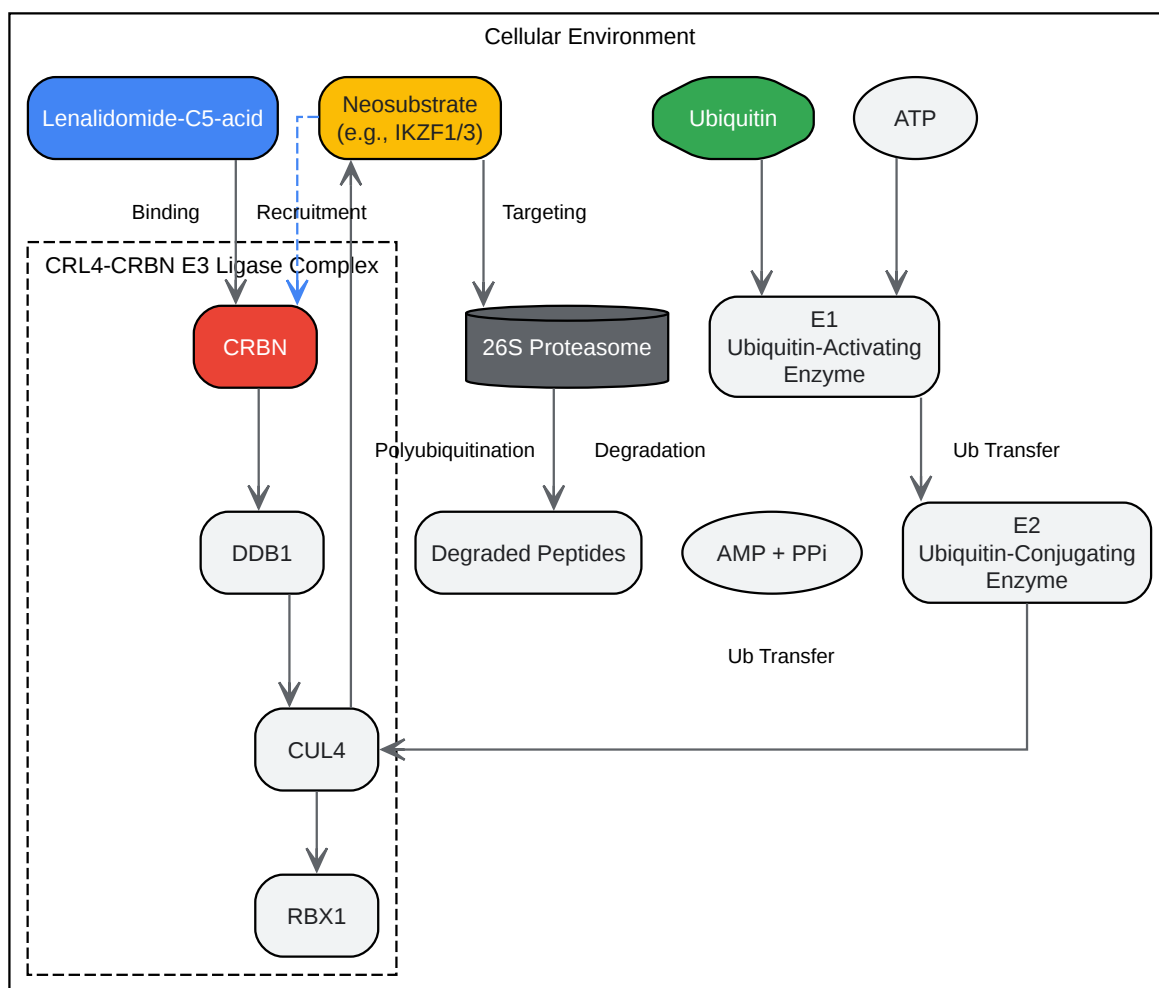 Cellular Environment
Lenalidomide-C5-acid
Neosubstrate
(e.g., IKZF1/3)
Ubiquitin
ATP
Binding
Recruitment
Targeting
CRL4-CRBN E3 Ligase Complex
CRBN
26S Proteasome
E1
Ubiquitin-Activating
Enzyme
Polyubiquitination
Degradation
Ub Transfer
DDB1
Degraded Peptides
AMP + PPi
E2
Ubiquitin-Conjugating
Enzyme
Ub Transfer
CUL4
RBX1